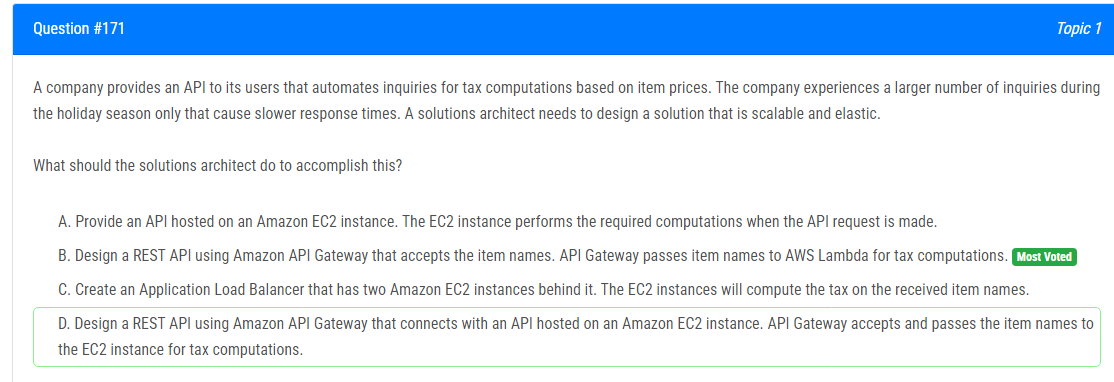 Question #171
Topic 1
A company provides an API to its users that automates inquiries for tax computations based on item prices. The company experiences a larger number of inquiries during
the holiday season only that cause slower response times. A solutions architect needs to design a solution that is scalable and elastic.
What should the solutions architect do to accomplish this?
A. Provide an API hosted on an Amazon EC2 instance. The EC2 instance performs the required computations when the API request is made.
B. Design a REST API using Amazon API Gateway that accepts the item names. API Gateway passes item names to AWS Lambda for tax computations. Most Voted
C. Create an Application Load Balancer that has two Amazon EC2 instances behind it. The EC2 instances will compute the tax on the received item names.
D. Design a REST API using Amazon API Gateway that connects with an API hosted on an Amazon EC2 instance. API Gateway accepts and passes the item names to
the EC2 instance for tax computations.